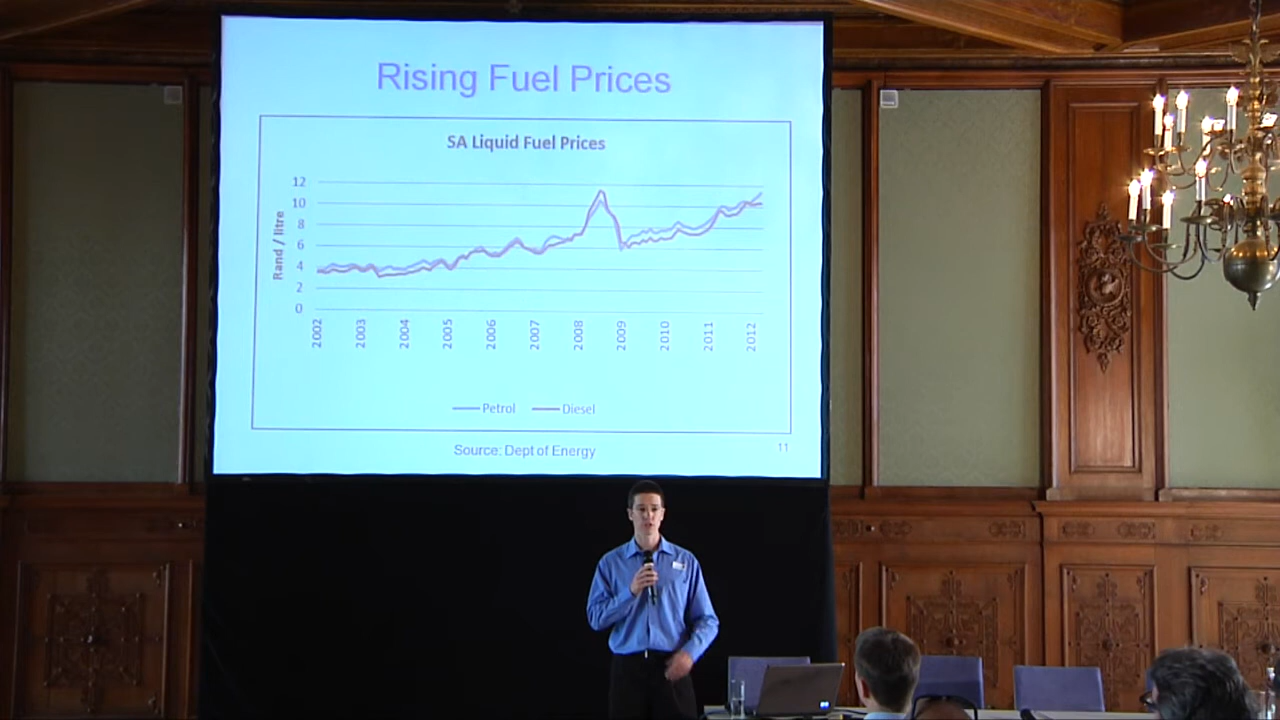 Rising Fuel Prices
SA Liquid Fuel Prices
Rand / litre
12
10
8
6
4
2
0
2002 2003 2004 2005 2006 2007 2008 2009 2010 2011 2012
Petrol Diesel
Source: Dept of Energy
11